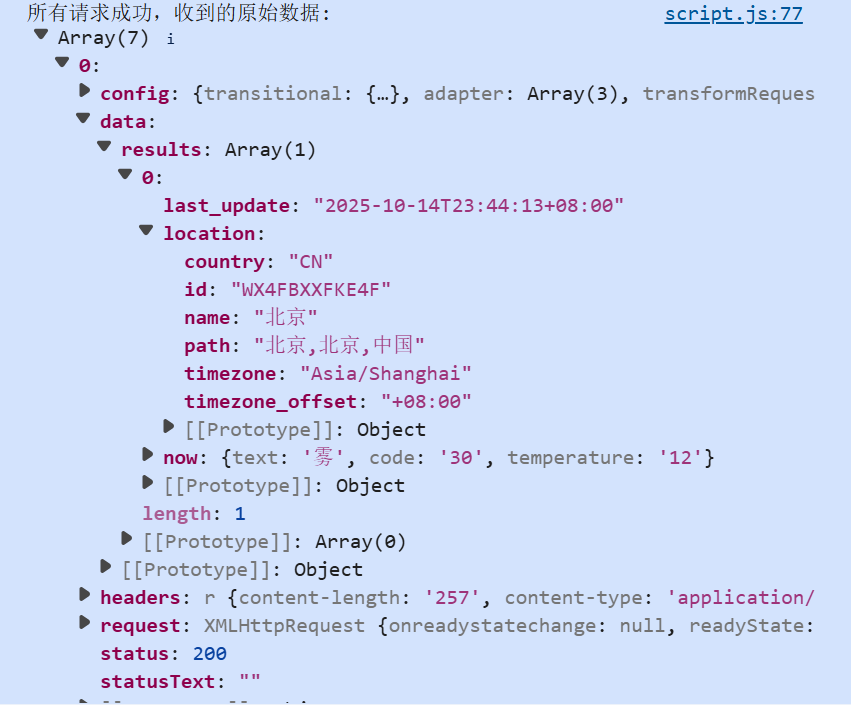 所有请求成功，收到的原始数据: script.js:77
Array(7) i
0:
config: {transitional: {…}, adapter: Array(3), transformReques
data:
results: Array(1)
0:
last_update: "2025-10-14T23:44:13+08:00"
location:
country: "CN"
id: "WX4FBXXFKE4F"
name: "北京"
path: "北京,北京,中国"
timezone: "Asia/Shanghai"
timezone_offset: "+08:00"
[[Prototype]]: Object
now: {text: '雾', code: '30', temperature: '12'}
[[Prototype]]: Object
length: 1
[[Prototype]]: Array(0)
[[Prototype]]: Object
headers: r {content-length: '257', content-type: 'application/
request: XMLHttpRequest {onreadystatechange: null, readyState:
status: 200
statusText: ""